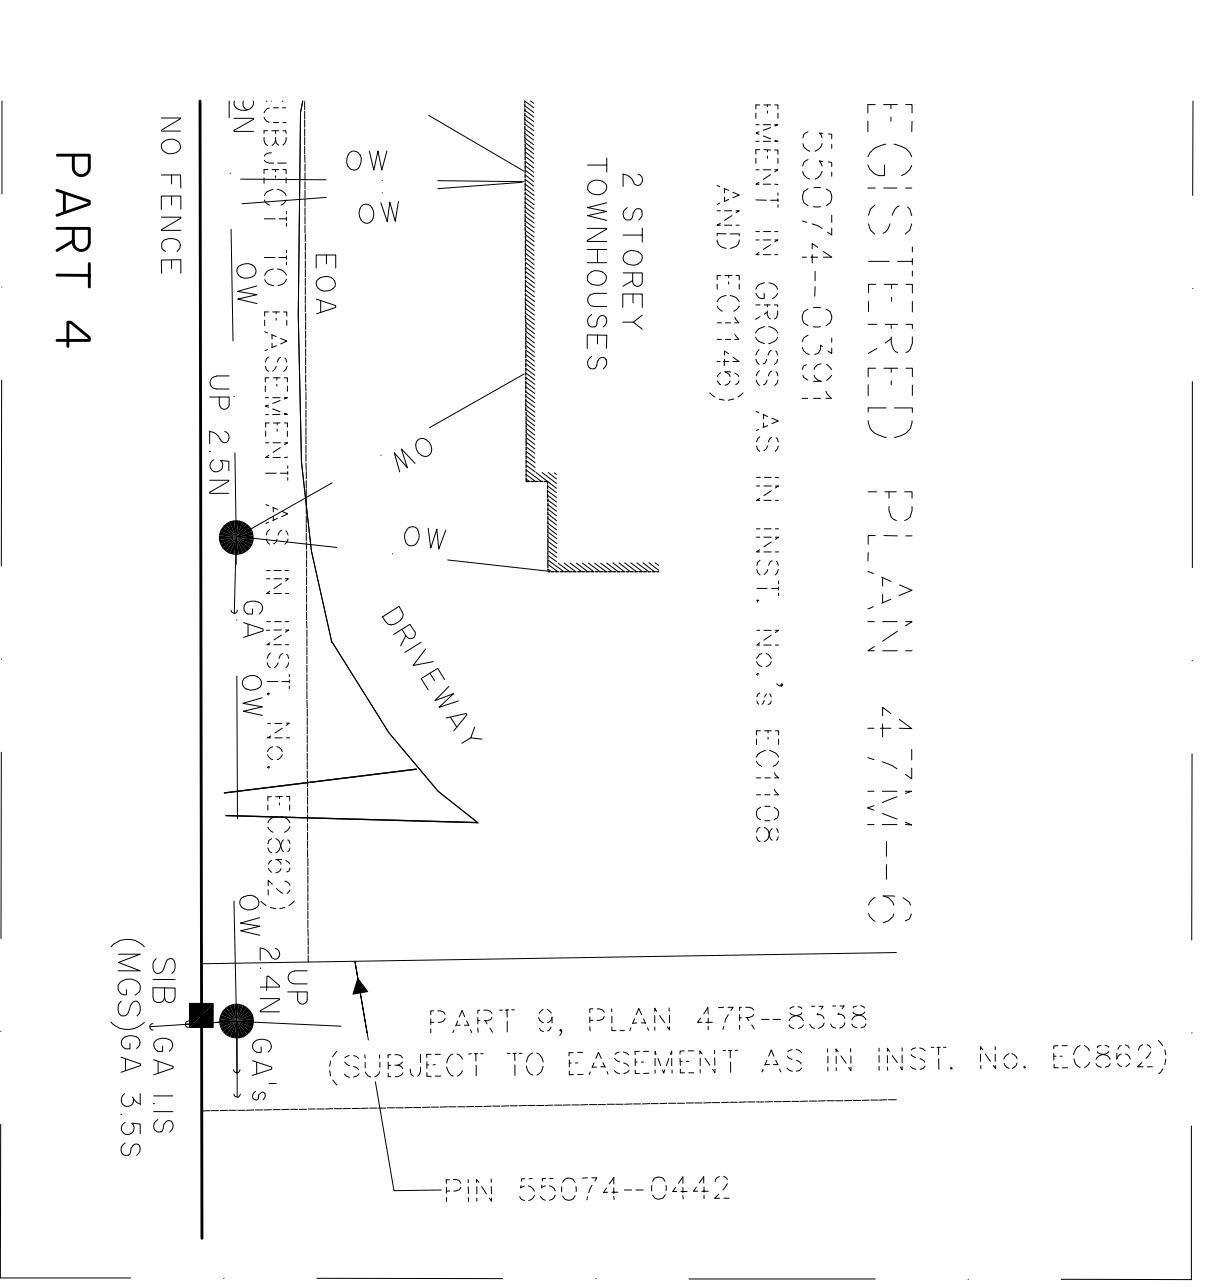 EGISTERED PLAN 47M--6
55074--0391
EMENT IN GROSS AS IN INST. No.'s EC1108
AND EC1146)
2 STOREY
TOWNHOUSES
OW
OW
EOA
OW
OW
DRIVEWAY
UBJECT TO EASEMENT AS IN INST. No. EC862)
9N
OW
UP 2.5N
GA
OW
OW
UP
2.4N
GA's
NO FENCE
SIB
(MGS)
GA 1.1S
GA 3.5S
PART 4
PART 9, PLAN 47R--8338
(SUBJECT TO EASEMENT AS IN INST. No. EC862)
PIN 55074--0442